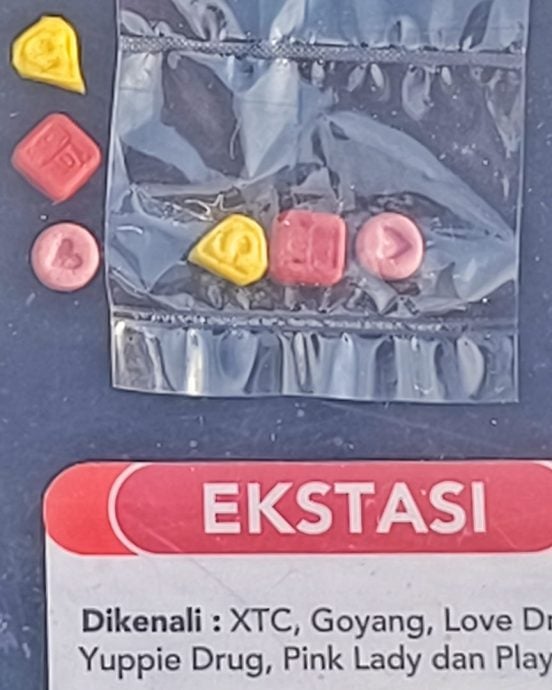 EKSTASI
Dikenali : XTC, Goyang, Love
Yuppie Drug, Pink Lady dan